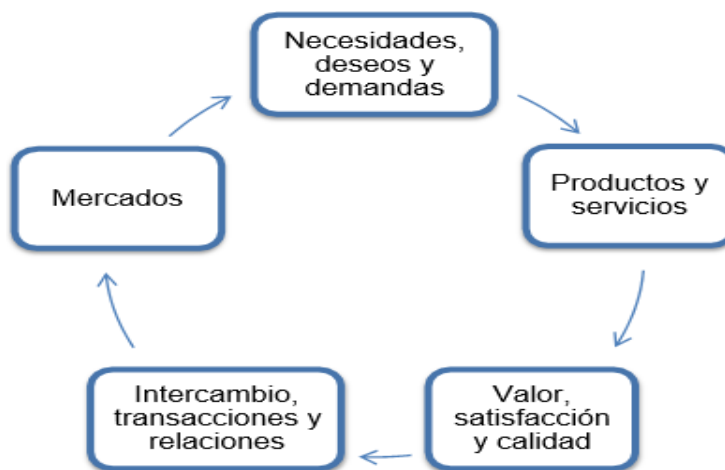 Necesidades,
deseos y
demandas
Productos y
servicios
Valor,
satisfacción
y calidad
Intercambio,
transacciones y
relaciones
Mercados